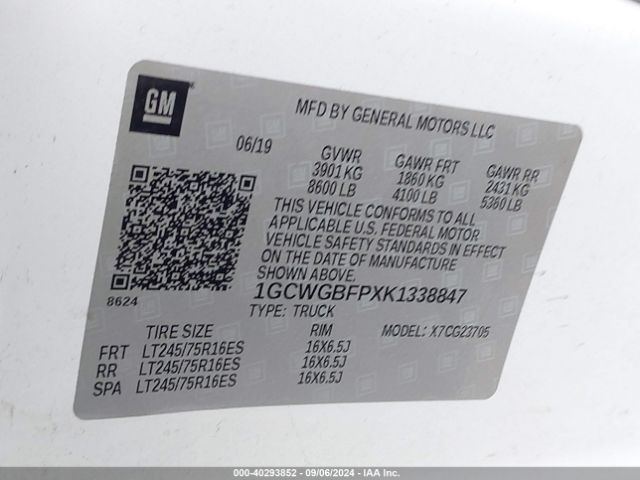 GM
MFD BY GENERAL MOTORS LLC
06/19
GVWR
3901 KG
8600 LB
GAWR FRT
1860 KG
4100 LB
GAWR RR
2431 KG
5360 LB
THIS VEHICLE CONFORMS TO ALL
APPLICABLE U.S. FEDERAL MOTOR
VEHICLE SAFETY STANDARDS IN EFFECT
ON THE DATE OF MANUFACTURE
SHOWN ABOVE.
8624
1GCWGBFPXK1338847
TYPE: TRUCK
MODEL: X7CG23705
TIRE SIZE RIM
FRT LT245/75R16ES 16X6.5J
RR LT245/75R16ES 16X6.5J
SPA LT245/75R16ES 16X6.5J
000-40293852 - 09/06/2024 - IAA Inc.